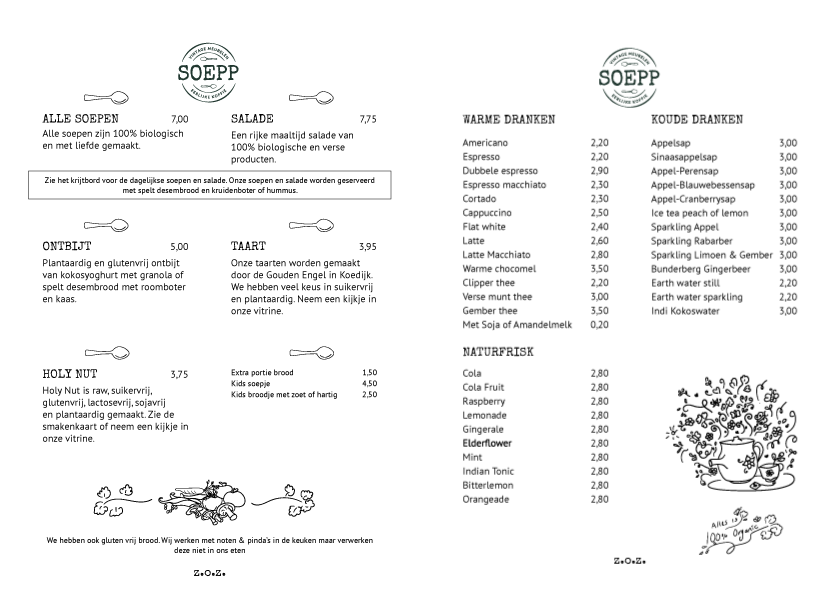 VINTAGE MEUBELEN
SOEPP
EERLIJKE KOFFIE
ALLE SOEPEN 7,00
Alle soepen zijn 100% biologisch
en met liefde gemaakt.
SALADE 7,75
Een rijke maaltijd salade van
100% biologische en verse
producten.
Zie het krijtbord voor de dagelijkse soepen en salade. Onze soepen en salade worden geserveerd
met spelt desembrood en kruidenboter of hummus.
ONTBIJT 5,00
Plantaardig en glutenvrij ontbijt
van kokosyoghurt met granola of
spelt desembrood met roomboter
en kaas.
TAART 3,95
Onze taarten worden gemaakt
door de Gouden Engel in Koedijk.
We hebben veel keus in suikervrij
en plantaardig. Neem een kijkje in
onze vitrine.
HOLY NUT 3,75
Holy Nut is raw, suikervrij,
glutenvrij, lactosevrij, sojavrij
en plantaardig gemaakt. Zie de
smakenkaart of neem een kijkje in
onze vitrine.
Extra portie brood 1,50
Kids soepje 4,50
Kids broodje met zoet of hartig 2,50
We hebben ook gluten vrij brood. Wij werken met noten & pinda's in de keuken maar verwerken
deze niet in ons eten
Z.O.Z.
VINTAGE MEUBELEN
SOEPP
EERLIJKE KOFFIE
WARME DRANKEN
Americano 2,20
Espresso 2,20
Dubbele espresso 2,90
Espresso macchiato 2,30
Cortado 2,30
Cappuccino 2,50
Flat white 2,40
Latte 2,60
Latte Macchiato 2,80
Warme chocomel 3,50
Clipper thee 2,20
Verse munt thee 3,00
Gember thee 3,50
Met Soja of Amandelmelk 0,20
NATURFRISK
Cola 2,80
Cola Fruit 2,80
Raspberry 2,80
Lemonade 2,80
Gingerale 2,80
Elderflower 2,80
Mint 2,80
Indian Tonic 2,80
Bitterlemon 2,80
Orangeade 2,80
KOUDE DRANKEN
Appelsap 3,00
Sinaasappelsap 3,00
Appel-Perensap 3,00
Appel-Blauwebessensap 3,00
Appel-Cranberrysap 3,00
Ice tea peach of lemon 3,00
Sparkling Appel 3,00
Sparkling Rabarber 3,00
Sparkling Limoen & Gember 3,00
Bunderberg Gingerbeer 3,00
Earth water still 2,20
Earth water sparkling 2,20
Indi Kokoswater 3,00
Alles is
100% Organic
Z.O.Z.